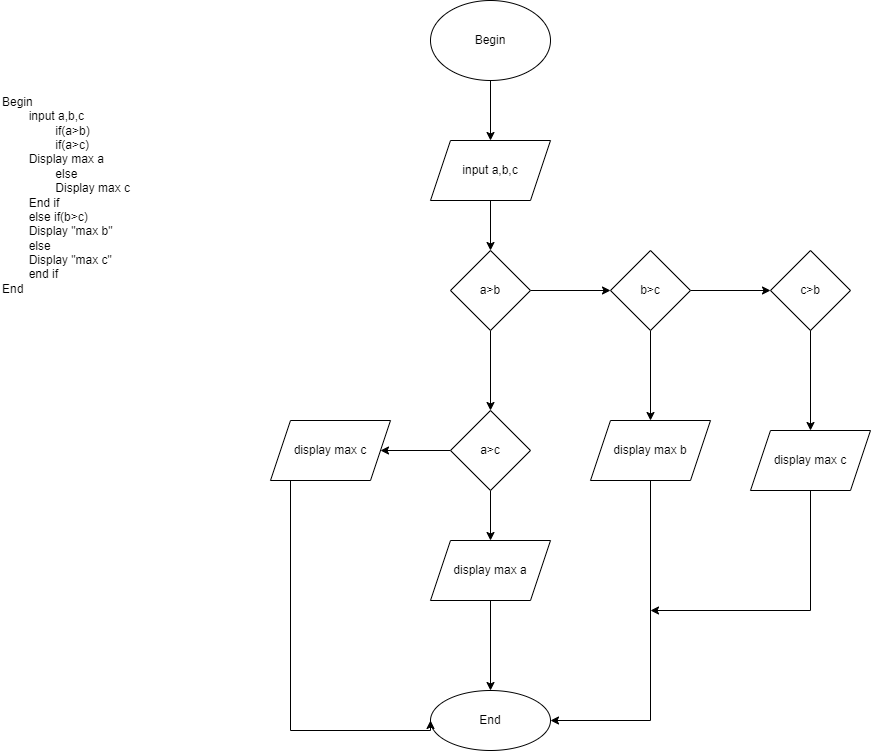 Begin
input a,b,c
if(a>b)
if(a>c)
Display max a
else
Display max c
End if
else if(b>c)
Display "max b"
else
Display "max c"
end if
End
Begin
input a,b,c
a>b
b>c
c>b
display max c
a>c
display max b
display max c
display max a
End